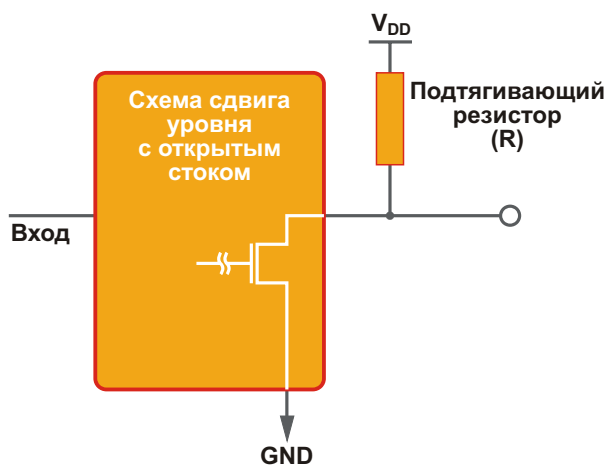 V_DD
Схема сдвига
уровня
с открытым
стоком
Подтягивающий
резистор
(R)
Вход
GND